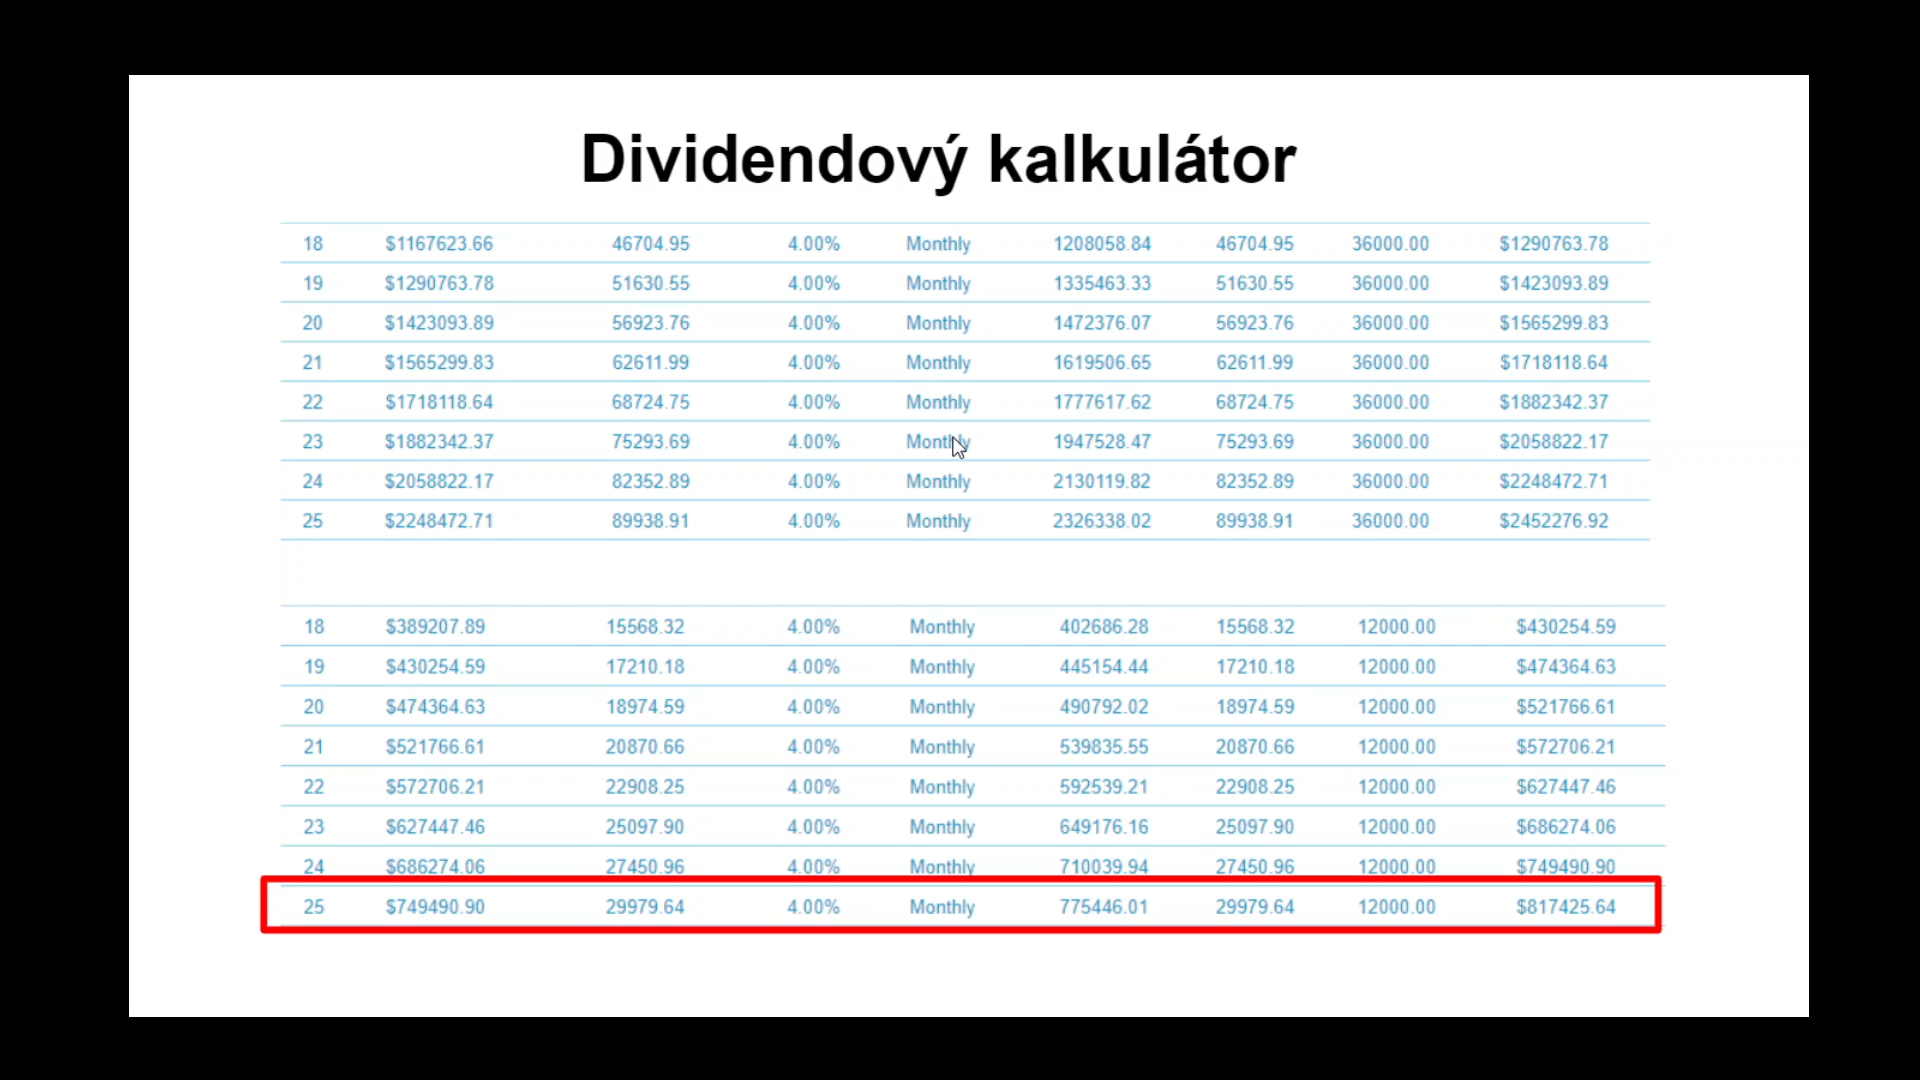 Dividendový kalkulátor
18 $1167623.66 46704.95 4.00% Monthly 1208058.84 46704.95 36000.00 $1290763.78
19 $1290763.78 51630.55 4.00% Monthly 1335463.33 51630.55 36000.00 $1423093.89
20 $1423093.89 56923.76 4.00% Monthly 1472376.07 56923.76 36000.00 $1565299.83
21 $1565299.83 62611.99 4.00% Monthly 1619506.65 62611.99 36000.00 $1718118.64
22 $1718118.64 68724.75 4.00% Monthly 1777617.62 68724.75 36000.00 $1882342.37
23 $1882342.37 75293.69 4.00% Monthly 1947528.47 75293.69 36000.00 $2058822.17
24 $2058822.17 82352.89 4.00% Monthly 2130119.82 82352.89 36000.00 $2248472.71
25 $2248472.71 89938.91 4.00% Monthly 2326338.02 89938.91 36000.00 $2452276.92
18 $389207.89 15568.32 4.00% Monthly 402686.28 15568.32 12000.00 $430254.59
19 $430254.59 17210.18 4.00% Monthly 445154.44 17210.18 12000.00 $474364.63
20 $474364.63 18974.59 4.00% Monthly 490792.02 18974.59 12000.00 $521766.61
21 $521766.61 20870.66 4.00% Monthly 539835.55 20870.66 12000.00 $572706.21
22 $572706.21 22908.25 4.00% Monthly 592539.21 22908.25 12000.00 $627447.46
23 $627447.46 25097.90 4.00% Monthly 649176.16 25097.90 12000.00 $686274.06
24 $686274.06 27450.96 4.00% Monthly 710039.94 27450.96 12000.00 $749490.90
25 $749490.90 29979.64 4.00% Monthly 775446.01 29979.64 12000.00 $817425.64